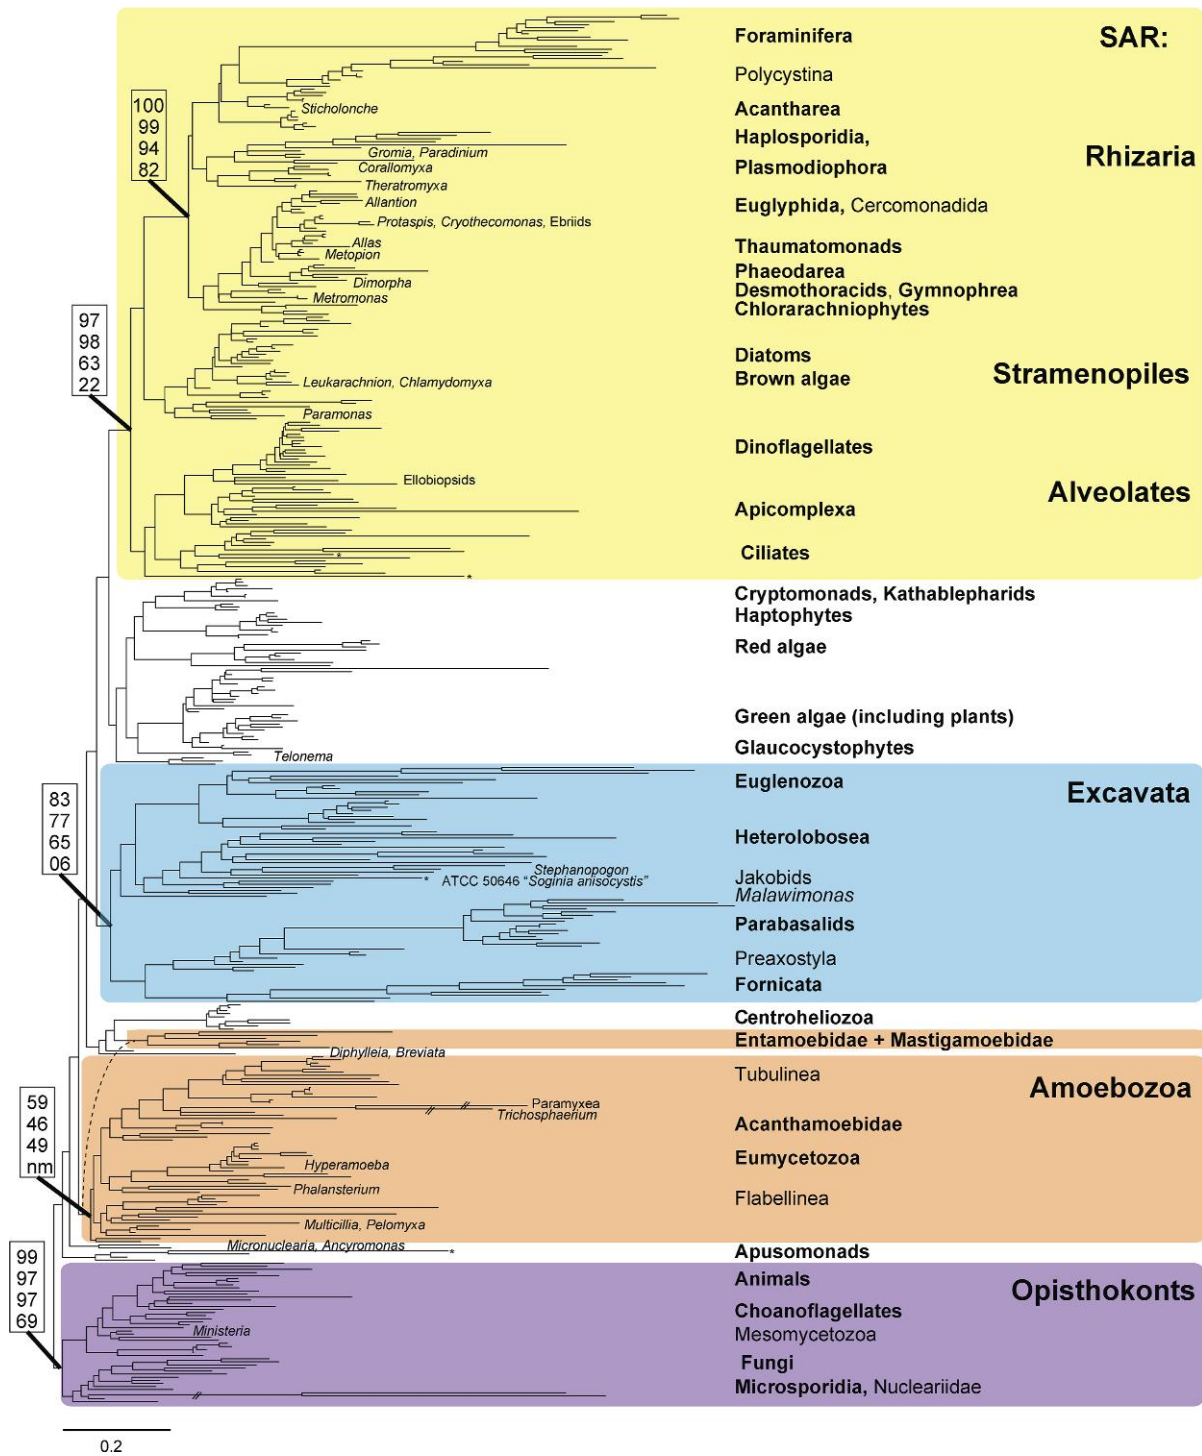 Foraminifera
SAR:
Polycystina
100
99
94
82
Sticholonche
Acantharea
Haplosporidia,
Gromia, Paradinium
Rhizaria
Corallomyxa
Plasmodiophora
Theratromyxa
Allantion
Euglyphida, Cercomonadida
Protaspis, Cryothecomonas, Ebriids
Allas
Thaumatomonads
Metopion
Phaeodarea
Dimorpha
Desmothoracids, Gymnophrea
Metromonas
Chlorarachniophytes
97
98
63
22
Diatoms
Stramenopiles
Leukarachnion, Chlamydomyxa
Brown algae
Paramonas
Dinoflagellates
Ellobiopsids
Alveolates
Apicomplexa
Ciliates
*
*
Cryptomonads, Kathablepharids
Haptophytes
Red algae
Green algae (including plants)
Glaucocystophytes
Telonema
Euglenozoa
Excavata
83
77
65
06
Heterolobosea
Stephanopogon
* ATCC 50646 “Soginia anisocystis”
Jakobids
Malawimonas
Parabasalids
Preaxostyla
Fornicata
Centroheliozoa
Entamoebidae + Mastigamoebidae
Diphylleia, Breviata
Tubulinea
Amoebozoa
59
46
49
nm
Paramyxea
Trichosphaerium
Acanthamoebidae
Eumycetozoa
Hyperamoeba
Phalansterium
Flabellinea
Multicillia, Pelomyxa
Micronuclearia, Ancyromonas
*
Apusomonads
99
97
97
69
Animals
Opisthokonts
Choanoflagellates
Ministeria
Mesomycetozoa
Fungi
Microsporidia, Nucleariidae
0.2